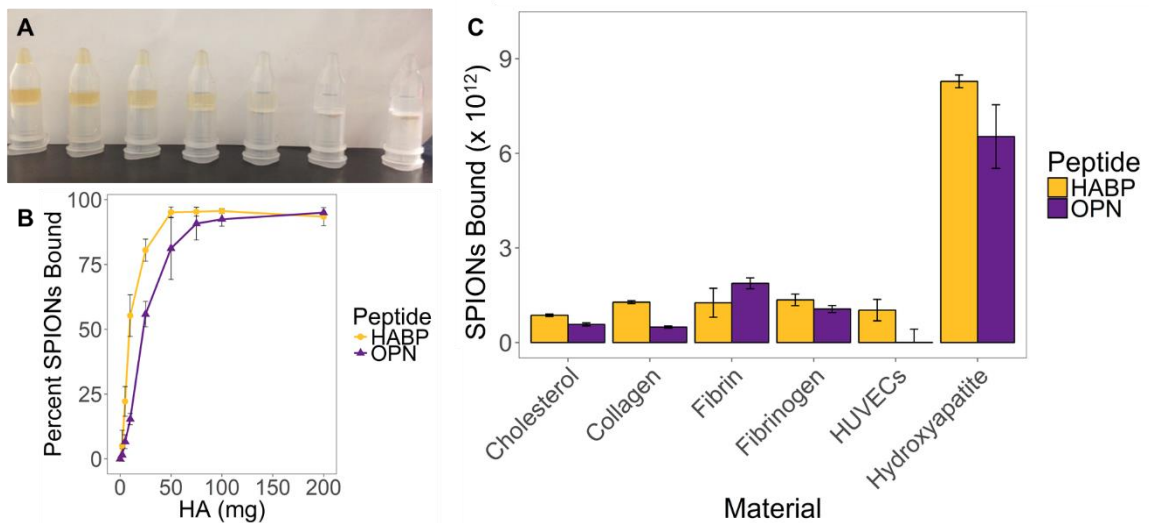 A
B
Percent SPIONs Bound
100
75
50
25
0
0
50
100
150
200
HA (mg)
Peptide
HABP
OPN
C
SPIONs Bound (x 10¹²)
9
6
3
0
Cholesterol
Collagen
Fibrin
Fibrinogen
HUVECs
Hydroxyapatite
Material
Peptide
HABP
OPN